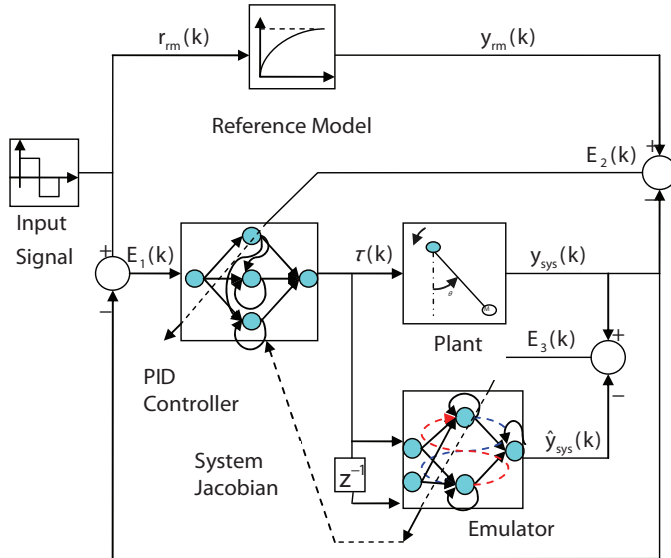 r_rm(k)
y_rm(k)
Reference Model
E_2(k)
+
−
Input
Signal
+
E_1(k)
−
τ(k)
θ
M
y_sys(k)
Plant
+
E_3(k)
−
PID
Controller
System
Jacobian
z^-1
ŷ_sys(k)
Emulator